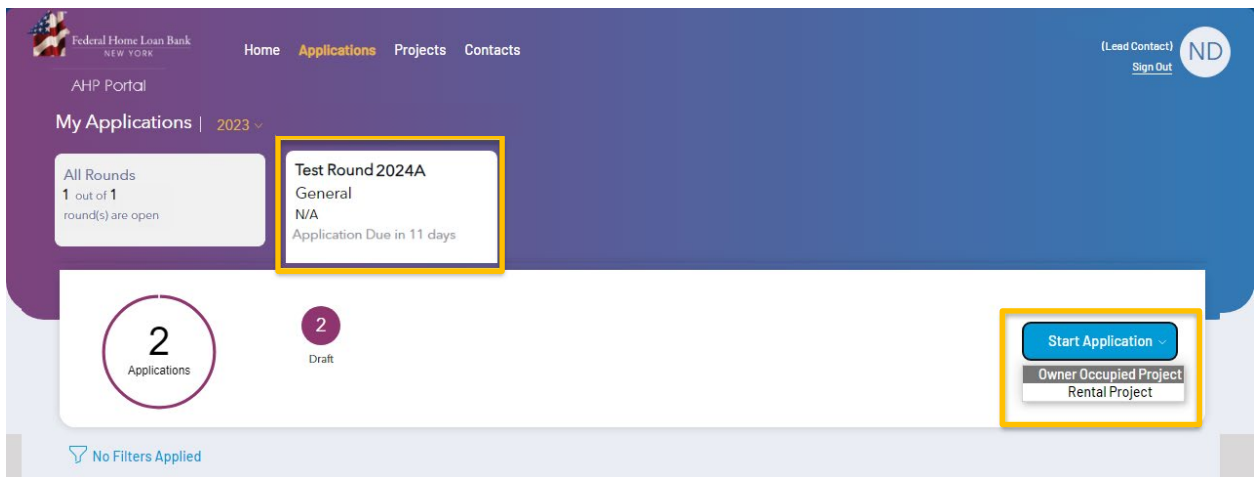 Federal Home Loan Bank
NEW YORK
AHP Portal
Home Applications Projects Contacts
(Lead Contact)
Sign Out
ND
My Applications | 2023
All Rounds
1 out of 1
round(s) are open
Test Round 2024A
General
N/A
Application Due in 11 days
2
Applications
2
Draft
Start Application
Owner Occupied Project
Rental Project
No Filters Applied